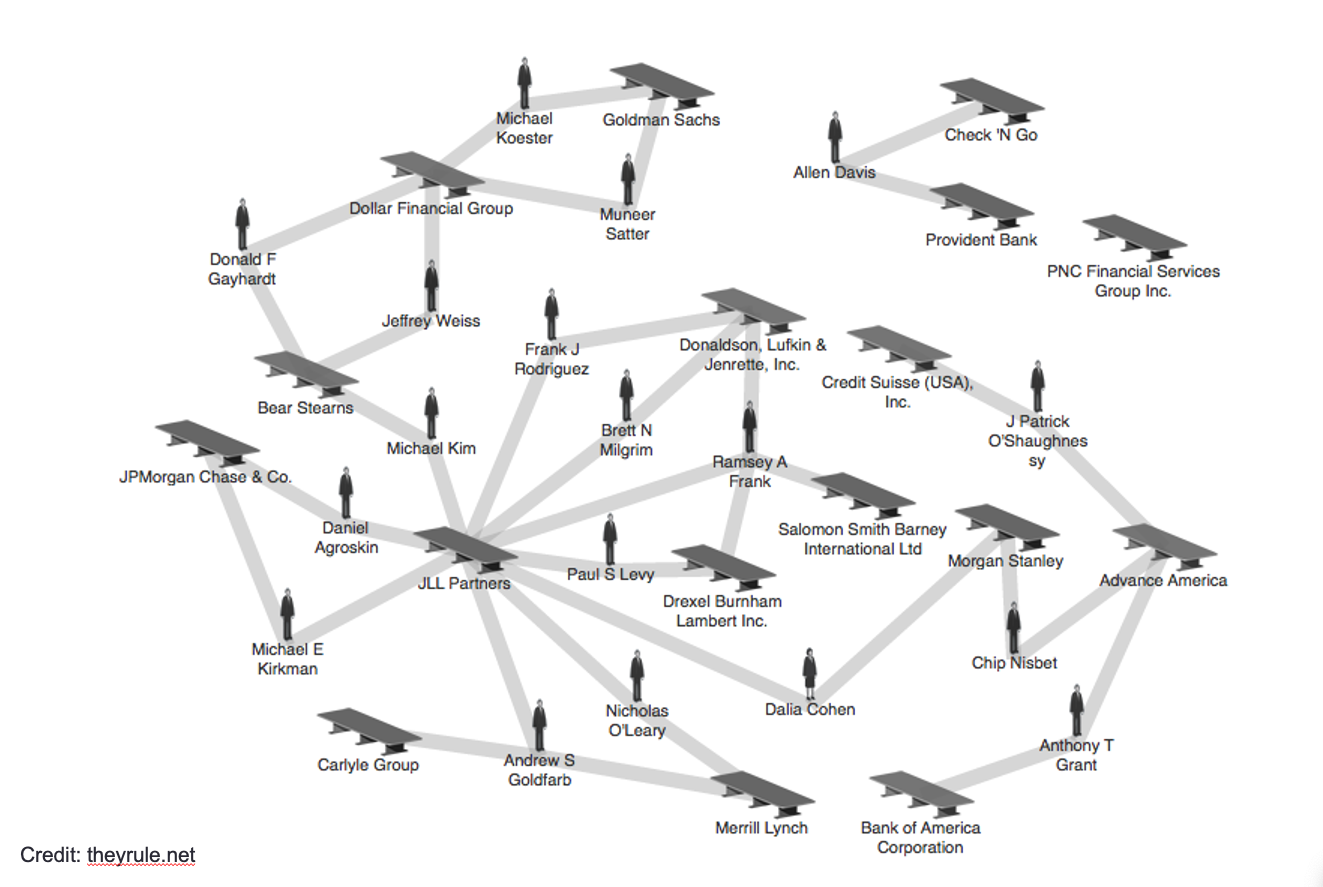 Michael
Koester
Goldman Sachs
Check 'N Go
Allen Davis
Dollar Financial Group
Muneer
Satter
Provident Bank
Donald F
Gayhardt
PNC Financial Services
Group Inc.
Jeffrey Weiss
Frank J
Rodriguez
Donaldson, Lufkin &
Jenrette, Inc.
Credit Suisse (USA),
Inc.
Bear Stearns
Michael Kim
Brett N
Milgrim
J Patrick
O'Shaughnes
sy
JPMorgan Chase & Co.
Ramsey A
Frank
Daniel
Agroskin
Salomon Smith Barney
International Ltd
JLL Partners
Paul S Levy
Morgan Stanley
Advance America
Drexel Burnham
Lambert Inc.
Michael E
Kirkman
Chip Nisbet
Nicholas
O'Leary
Dalia Cohen
Carlyle Group
Andrew S
Goldfarb
Anthony T
Grant
Merrill Lynch
Bank of America
Corporation
Credit: theyrule.net